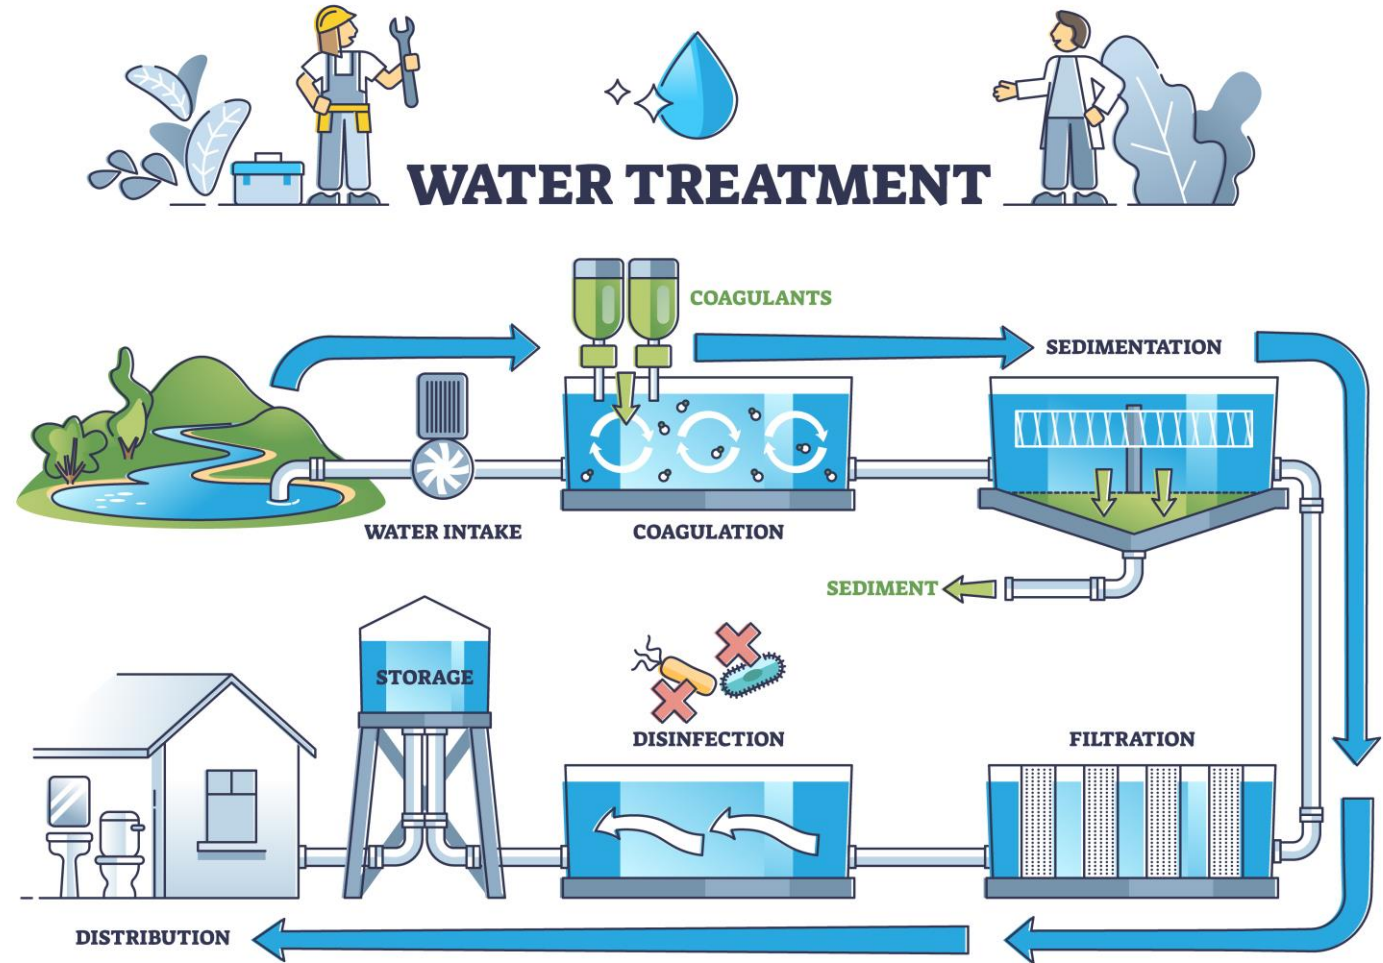 WATER TREATMENT
COAGULANTS
SEDIMENTATION
WATER INTAKE
COAGULATION
SEDIMENT
STORAGE
DISINFECTION
FILTRATION
DISTRIBUTION